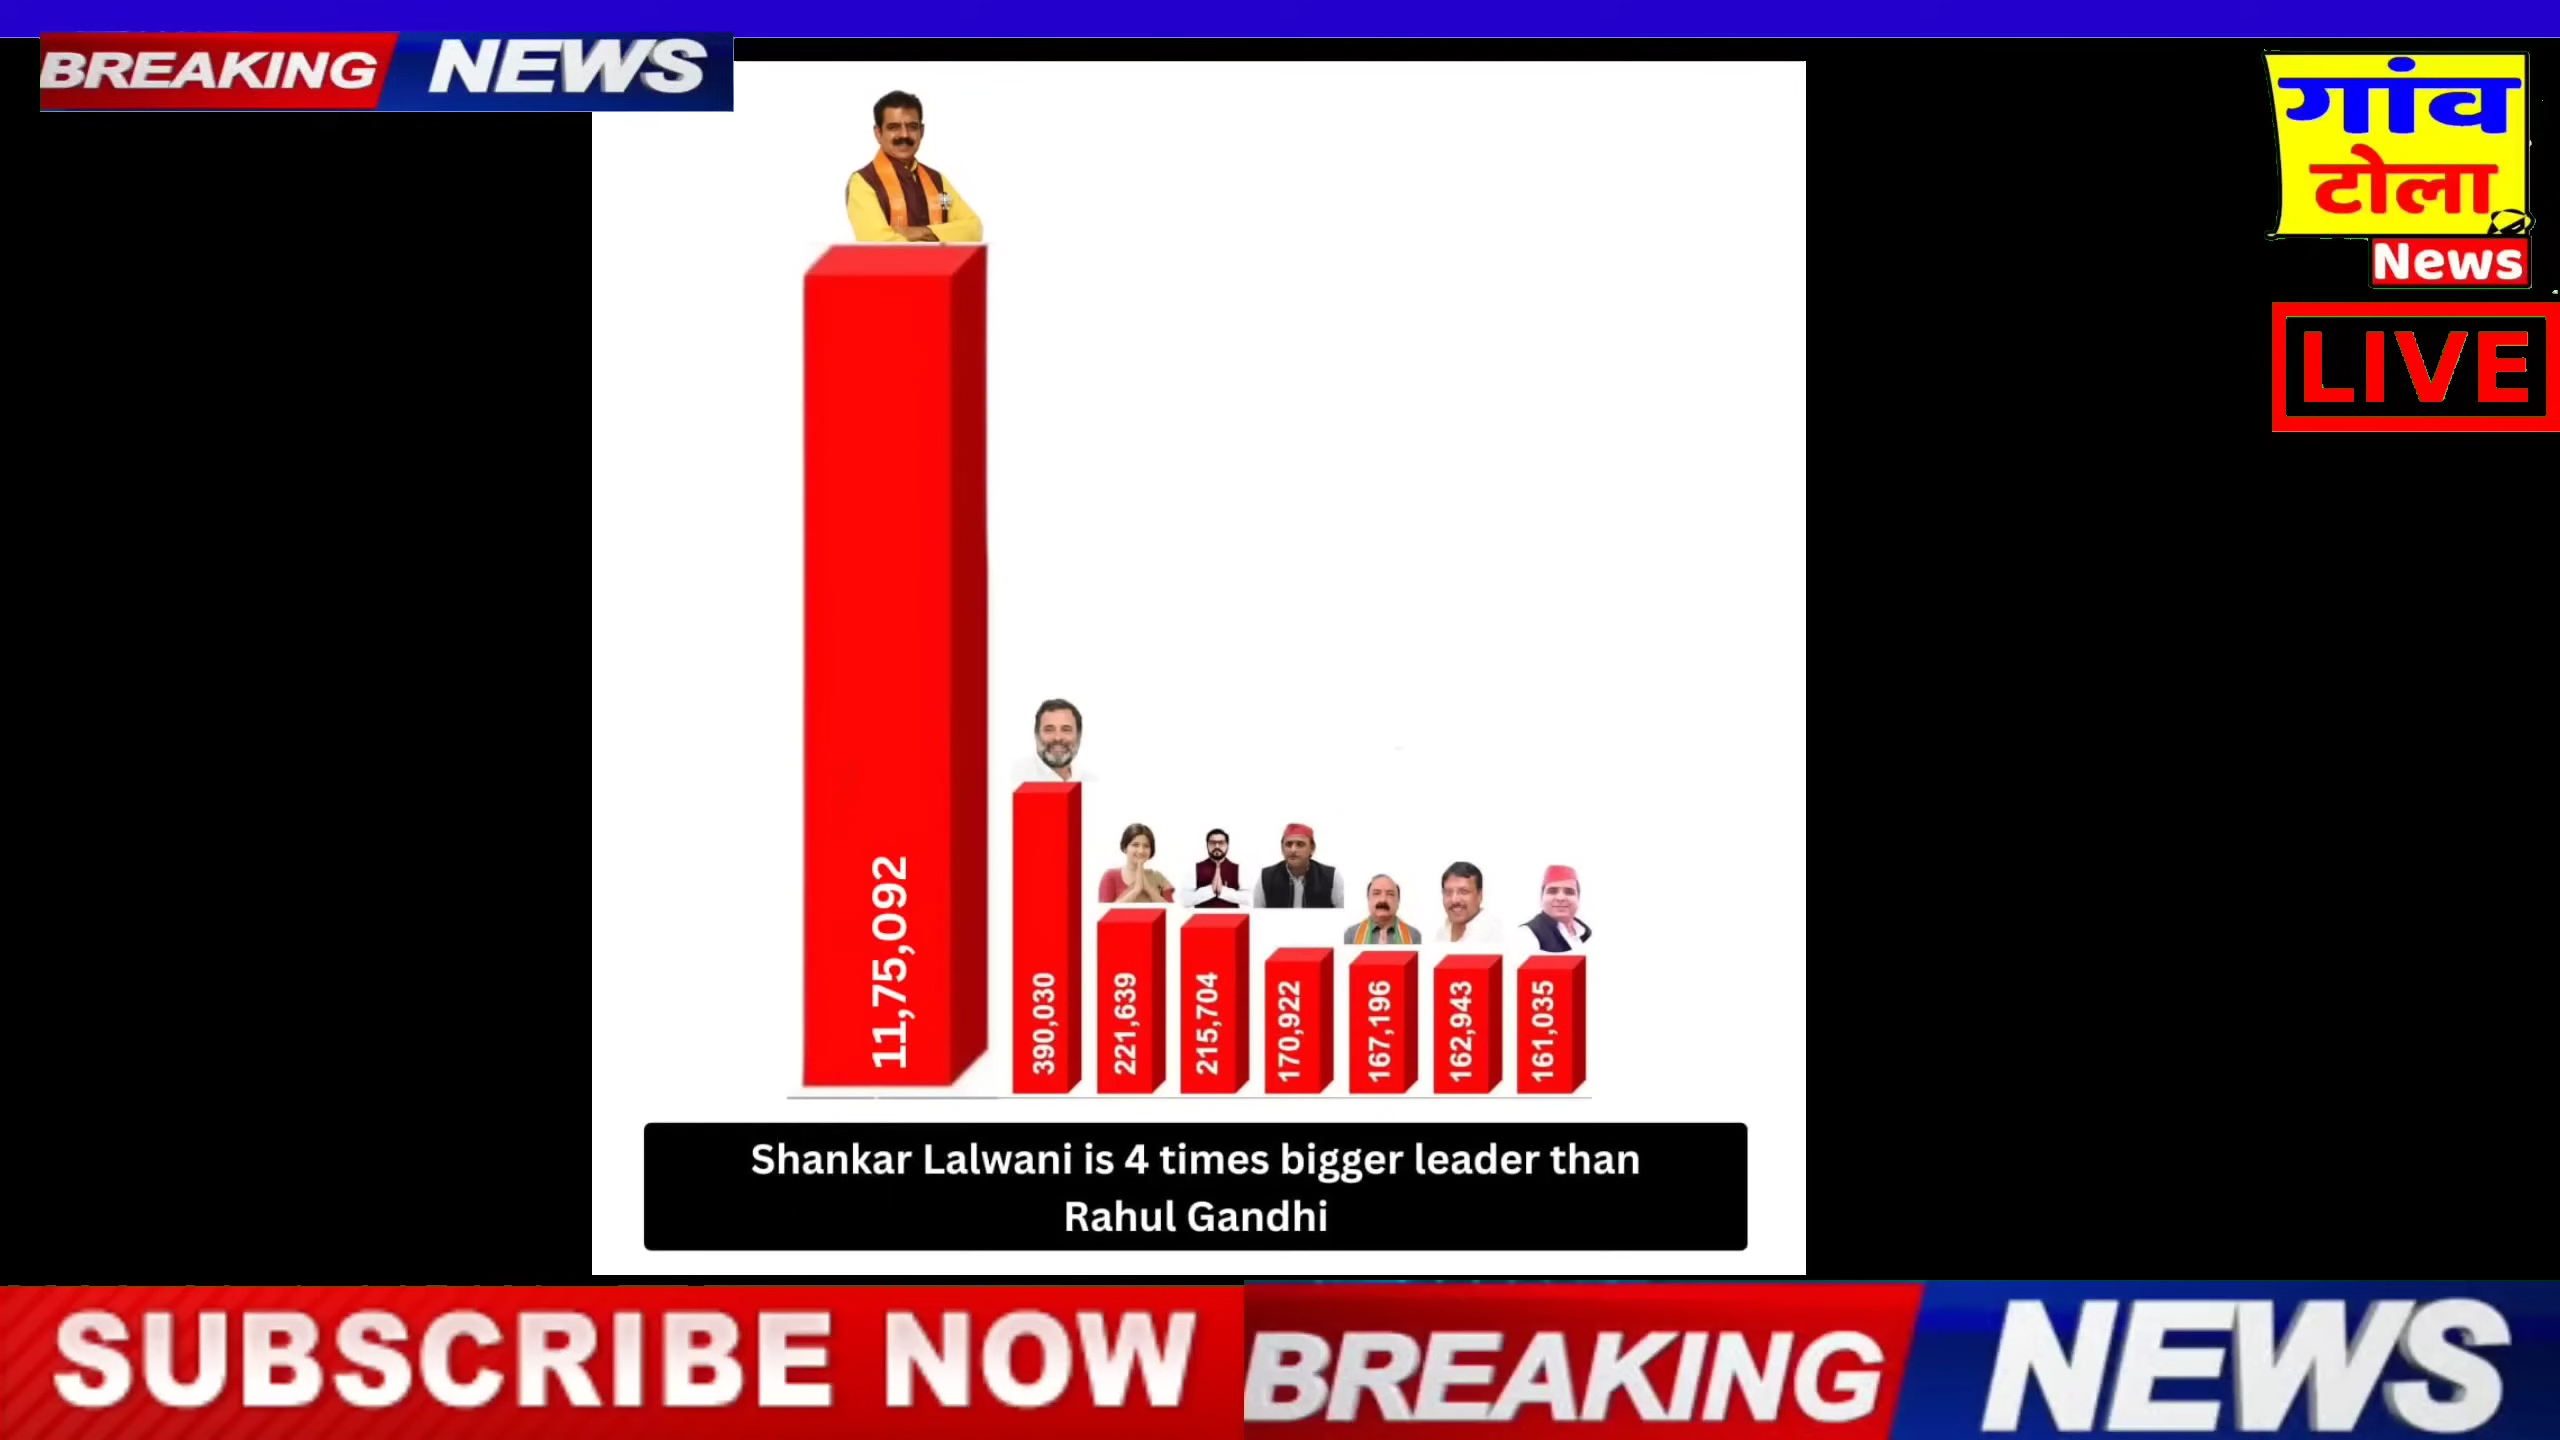 BREAKING NEWS
गांव
टोला
News
LIVE
11,75,092
390,030
221,639
215,704
170,922
167,196
162,943
161,035
Shankar Lalwani is 4 times bigger leader than
Rahul Gandhi
SUBSCRIBE NOW
BREAKING NEWS